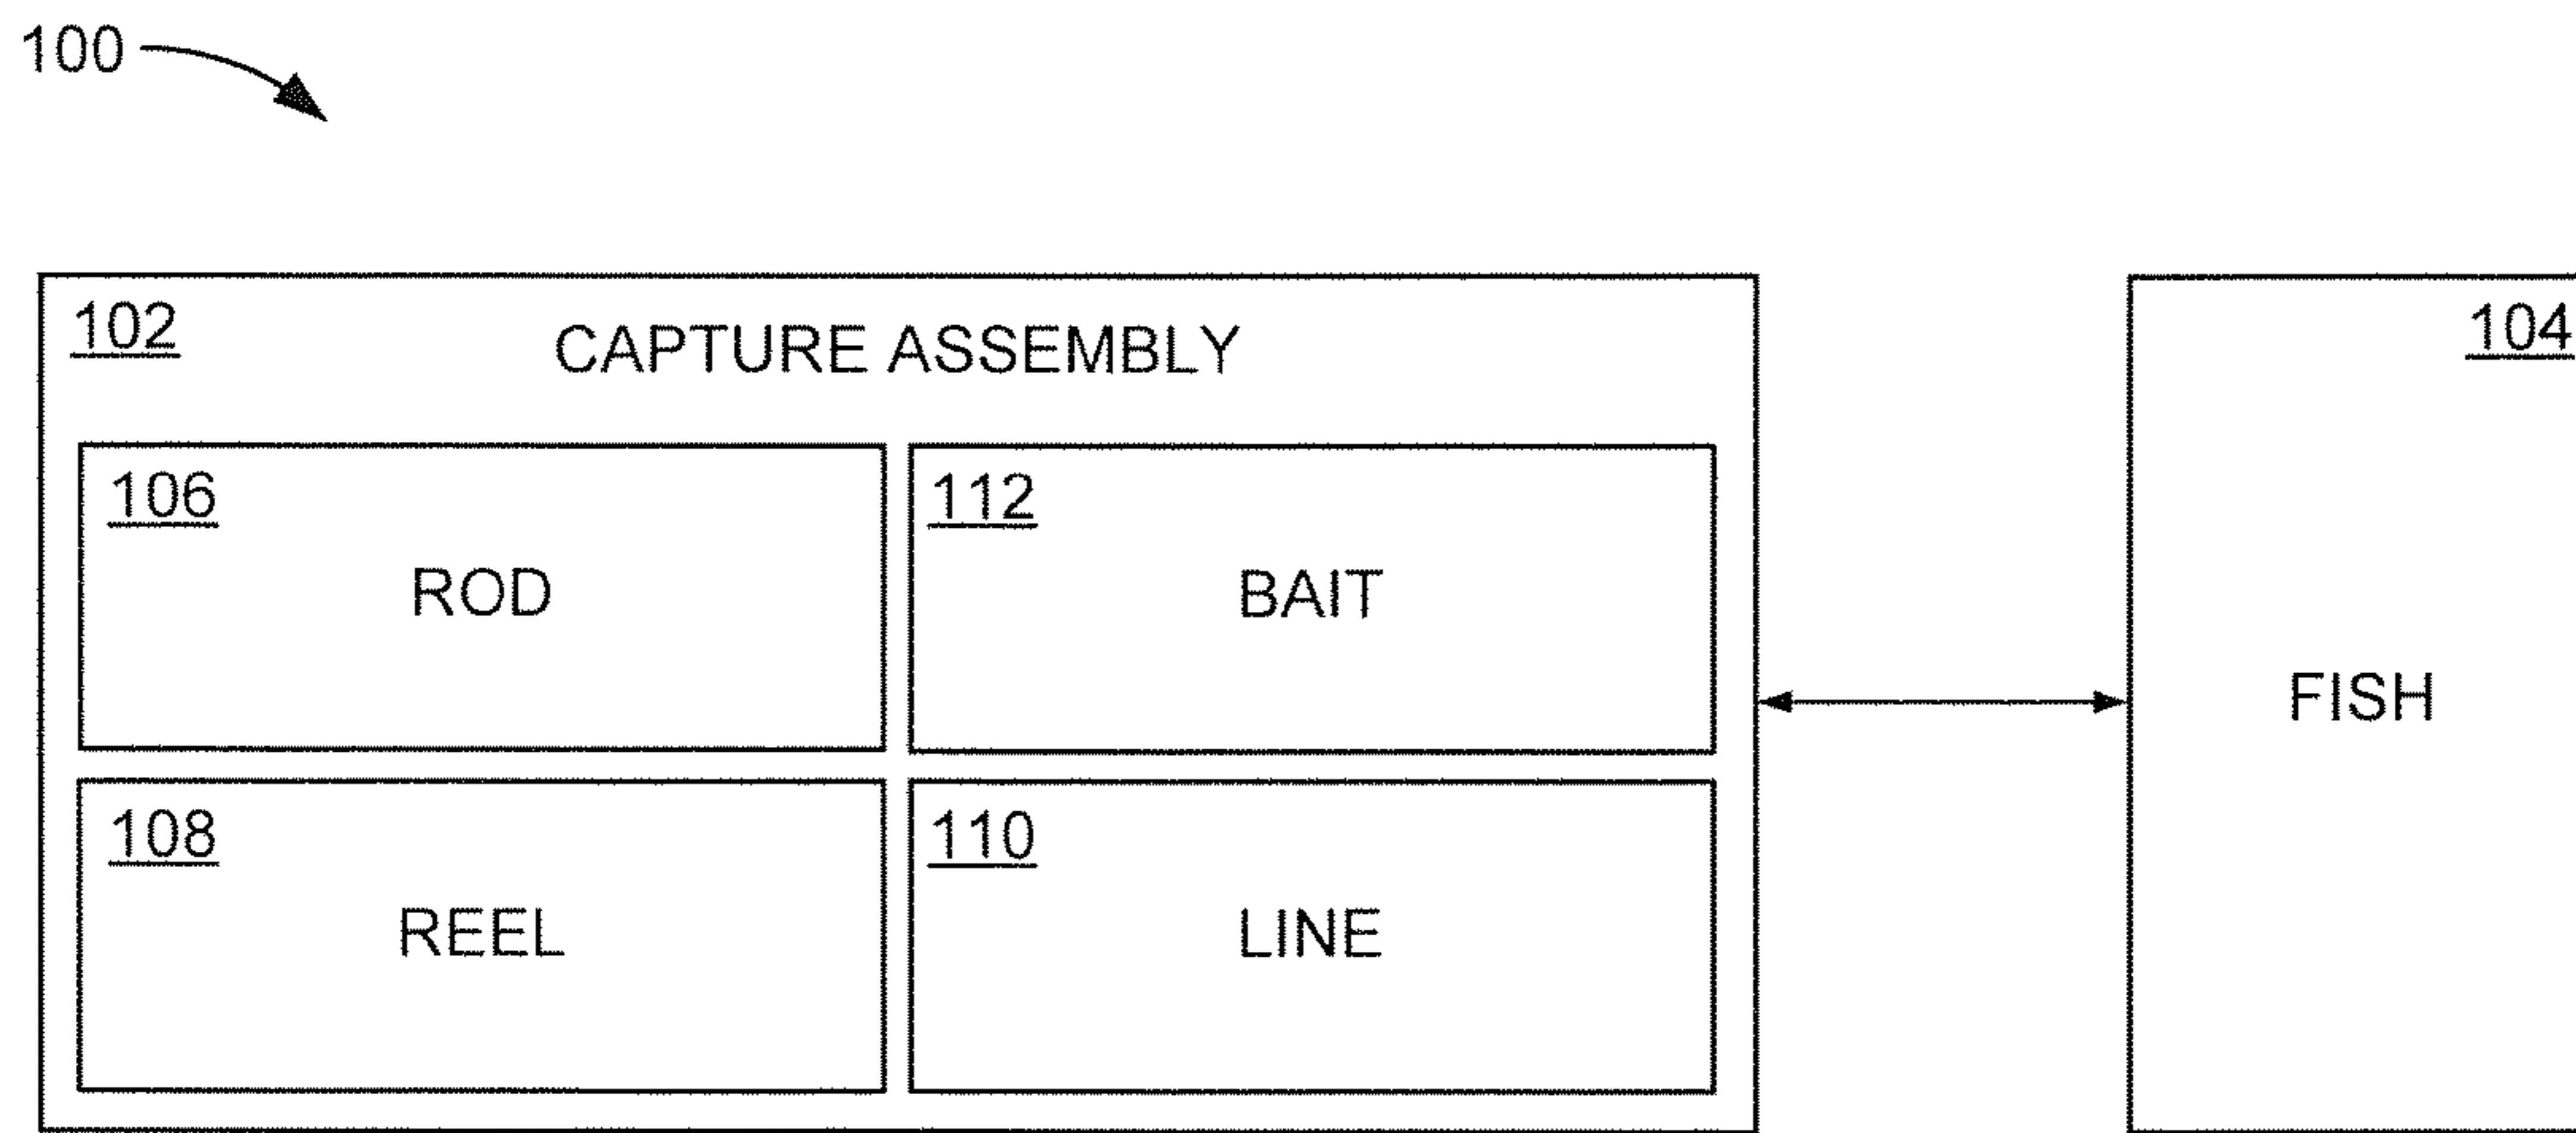 100
102
CAPTURE ASSEMBLY
104
106
ROD
112
BAIT
FISH
108
REEL
110
LINE